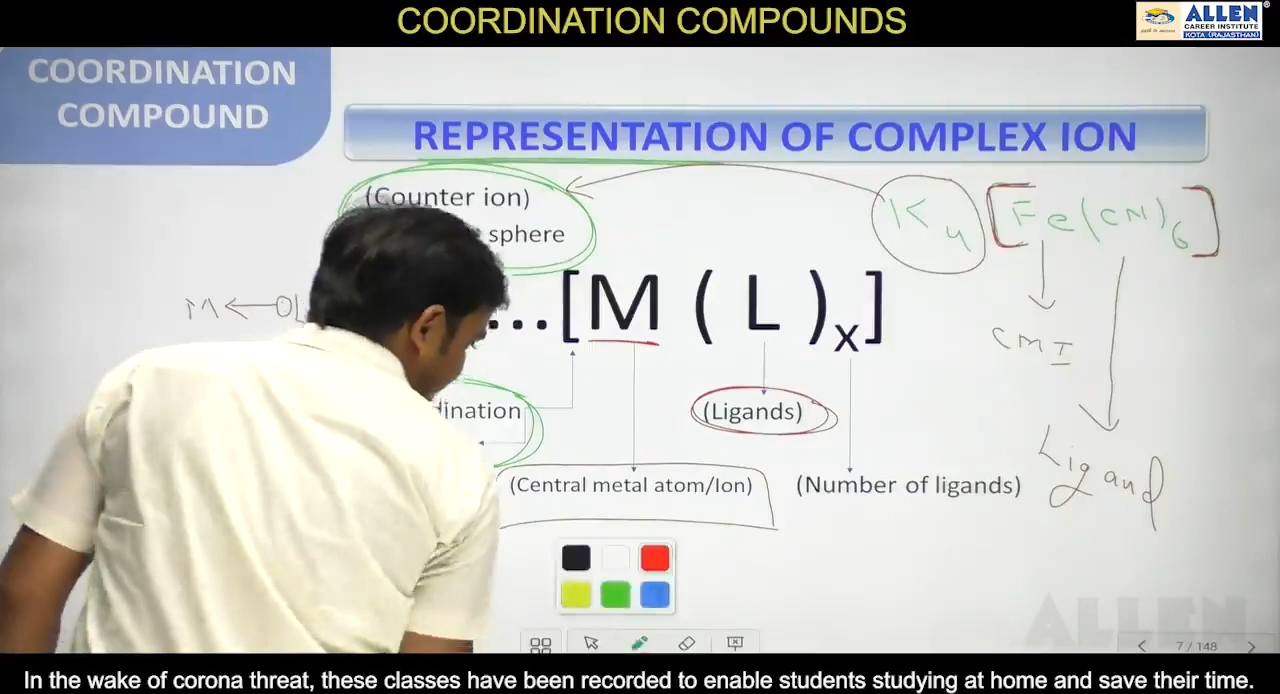 COORDINATION COMPOUNDS
ALLEN
CAREER INSTITUTE
KOTA (RAJASTHAN)
COORDINATION
COMPOUND
REPRESENTATION OF COMPLEX ION
(Counter ion)
sphere
K4 [Fe(CN)6]
M ←
...[M ( L )x]
CMI
(Ligands)
Ligand
(Central metal atom/Ion)
(Number of ligands)
ALLEN
7 / 148
In the wake of corona threat, these classes have been recorded to enable students studying at home and save their time.